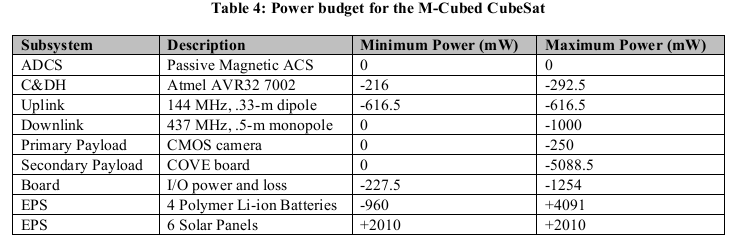 Table 4: Power budget for the M-Cubed CubeSat
Subsystem Description Minimum Power (mW) Maximum Power (mW)
ADCS Passive Magnetic ACS 0 0
C&DH Atmel AVR32 7002 -216 -292.5
Uplink 144 MHz, .33-m dipole -616.5 -616.5
Downlink 437 MHz, .5-m monopole 0 -1000
Primary Payload CMOS camera 0 -250
Secondary Payload COVE board 0 -5088.5
Board I/O power and loss -227.5 -1254
EPS 4 Polymer Li-ion Batteries -960 +4091
EPS 6 Solar Panels +2010 +2010